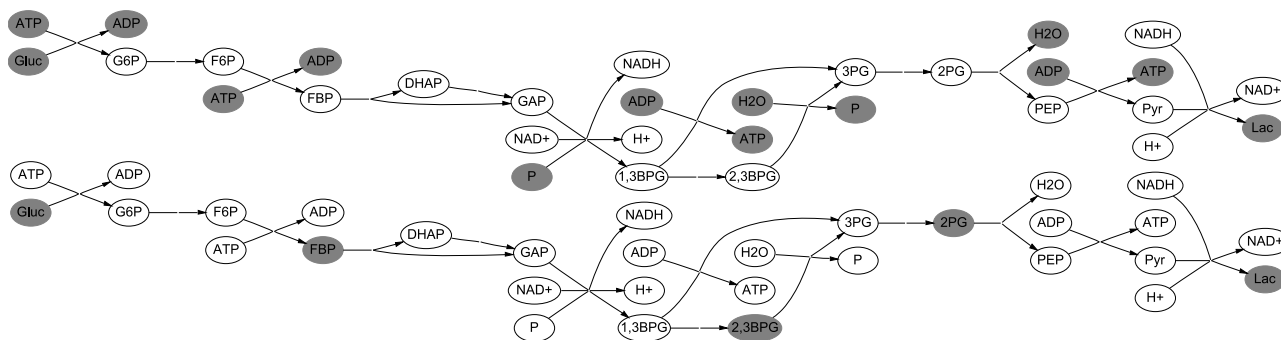 ATP
ADP
H2O
NADH
Gluc
G6P
F6P
ADP
3PG
2PG
ADP
ATP
NADH
DHAP
ATP
FBP
GAP
ADP
H2O
P
PEP
Pyr
NAD+
NAD+
H+
ATP
Lac
H+
P
1,3BPG
2,3BPG
ATP
ADP
H2O
NADH
Gluc
G6P
F6P
ADP
NADH
3PG
2PG
ADP
ATP
DHAP
ATP
FBP
GAP
ADP
H2O
P
PEP
Pyr
NAD+
NAD+
H+
ATP
Lac
H+
P
1,3BPG
2,3BPG